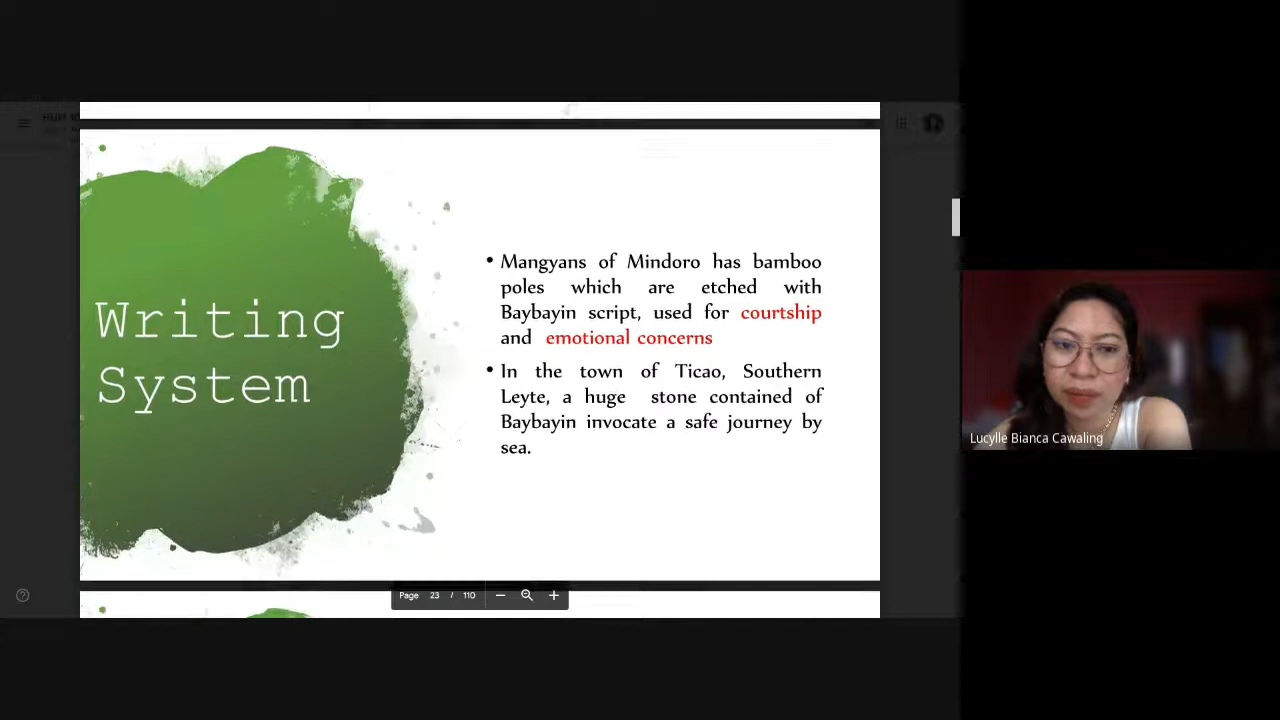 Writing
System
• Mangyans of Mindoro has bamboo
poles which are etched with
Baybayin script, used for courtship
and emotional concerns
• In the town of Ticao, Southern
Leyte, a huge stone contained of
Baybayin invocate a safe journey by
sea.
Page 23 / 110
Lucylle Bianca Cawaling